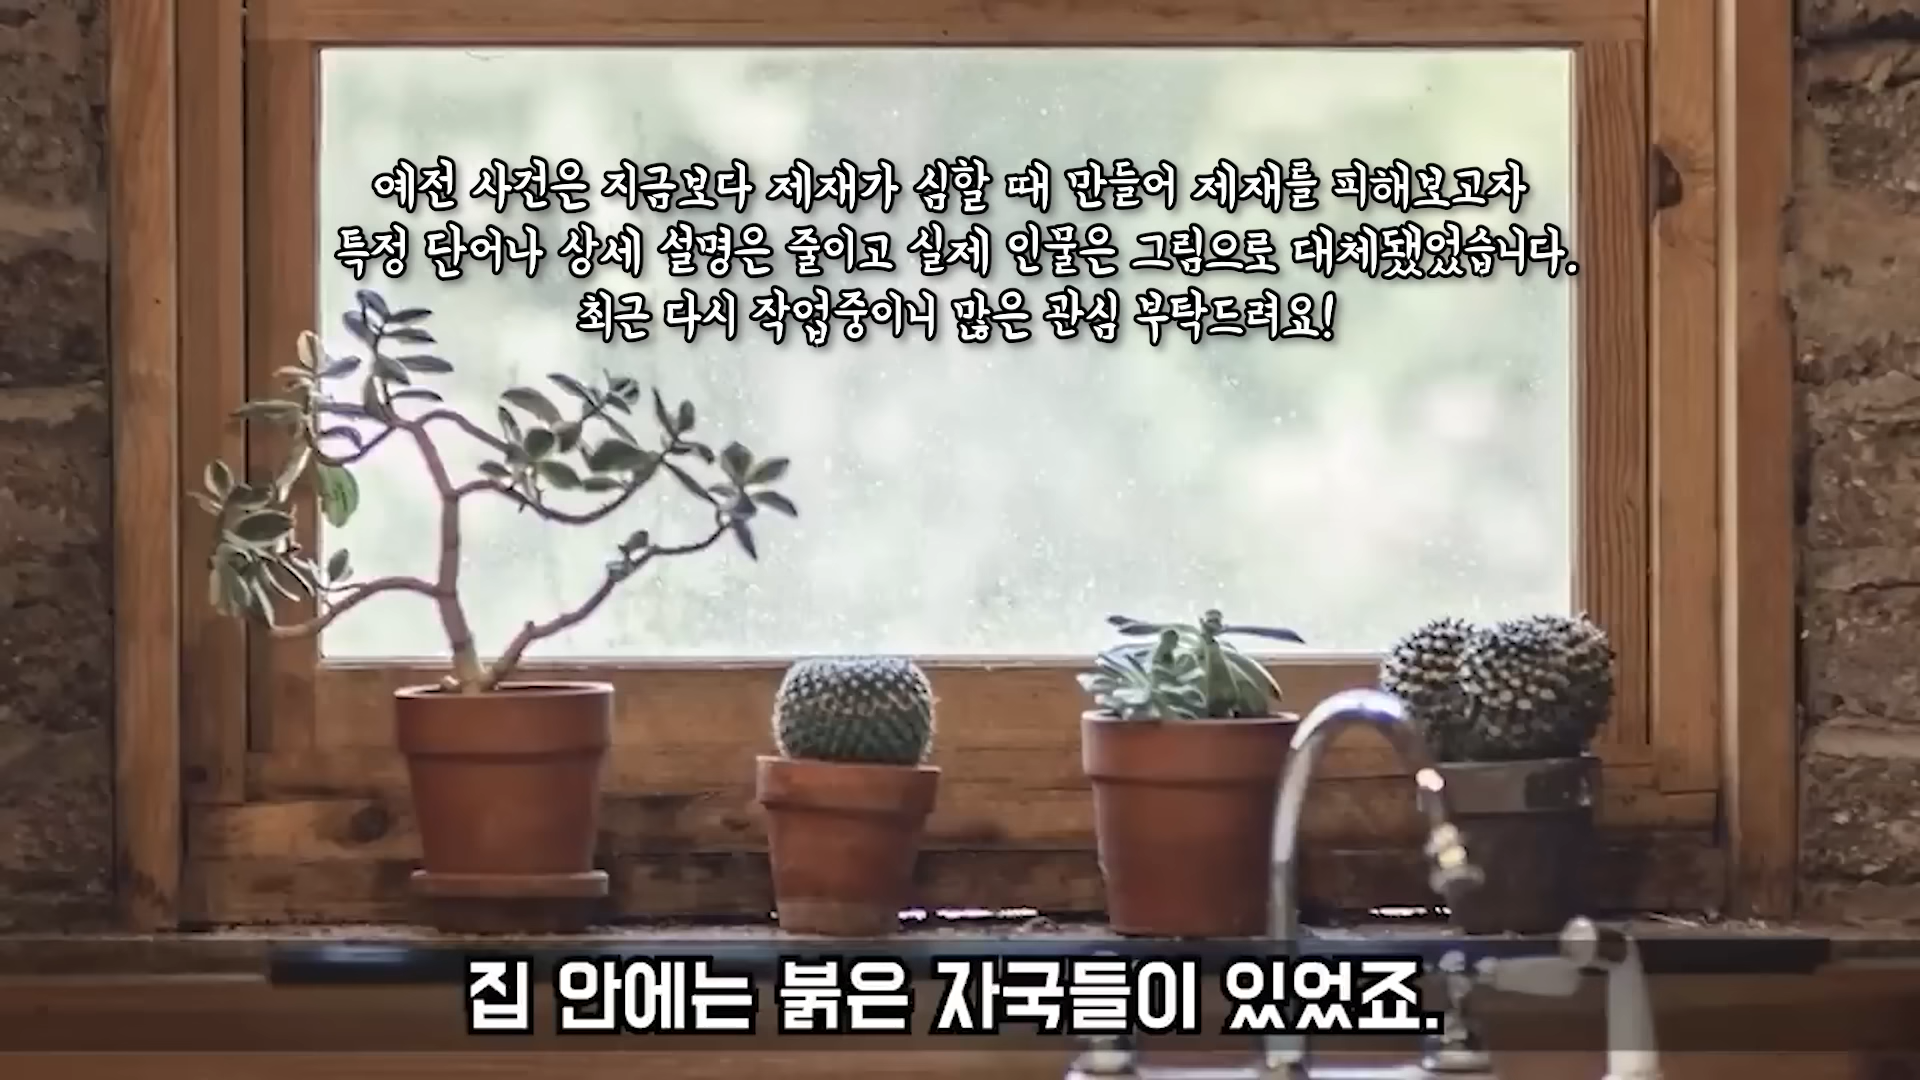 예전 사건은 지금보다 제재가 심할 때 만들어 제재를 피해보고자
특정 단어나 상세 설명은 줄이고 실제 인물은 그림으로 대체됐었습니다.
최근 다시 작업중이니 많은 관심 부탁드려요!
집 안에는 붉은 자국들이 있었죠.